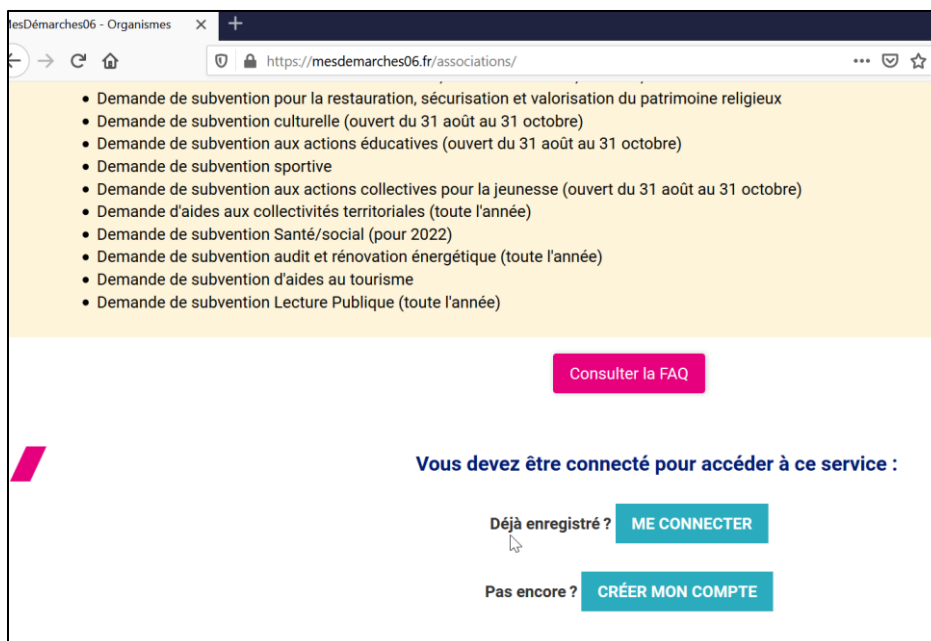 MesDémarches06 - Organismes
https://mesdemarches06.fr/associations/
• Demande de subvention pour la restauration, sécurisation et valorisation du patrimoine religieux
• Demande de subvention culturelle (ouvert du 31 août au 31 octobre)
• Demande de subvention aux actions éducatives (ouvert du 31 août au 31 octobre)
• Demande de subvention sportive
• Demande de subvention aux actions collectives pour la jeunesse (ouvert du 31 août au 31 octobre)
• Demande d'aides aux collectivités territoriales (toute l'année)
• Demande de subvention Santé/social (pour 2022)
• Demande de subvention audit et rénovation énergétique (toute l'année)
• Demande de subvention d'aides au tourisme
• Demande de subvention Lecture Publique (toute l'année)
Consulter la FAQ
Vous devez être connecté pour accéder à ce service :
Déjà enregistré ? ME CONNECTER
Pas encore ? CRÉER MON COMPTE